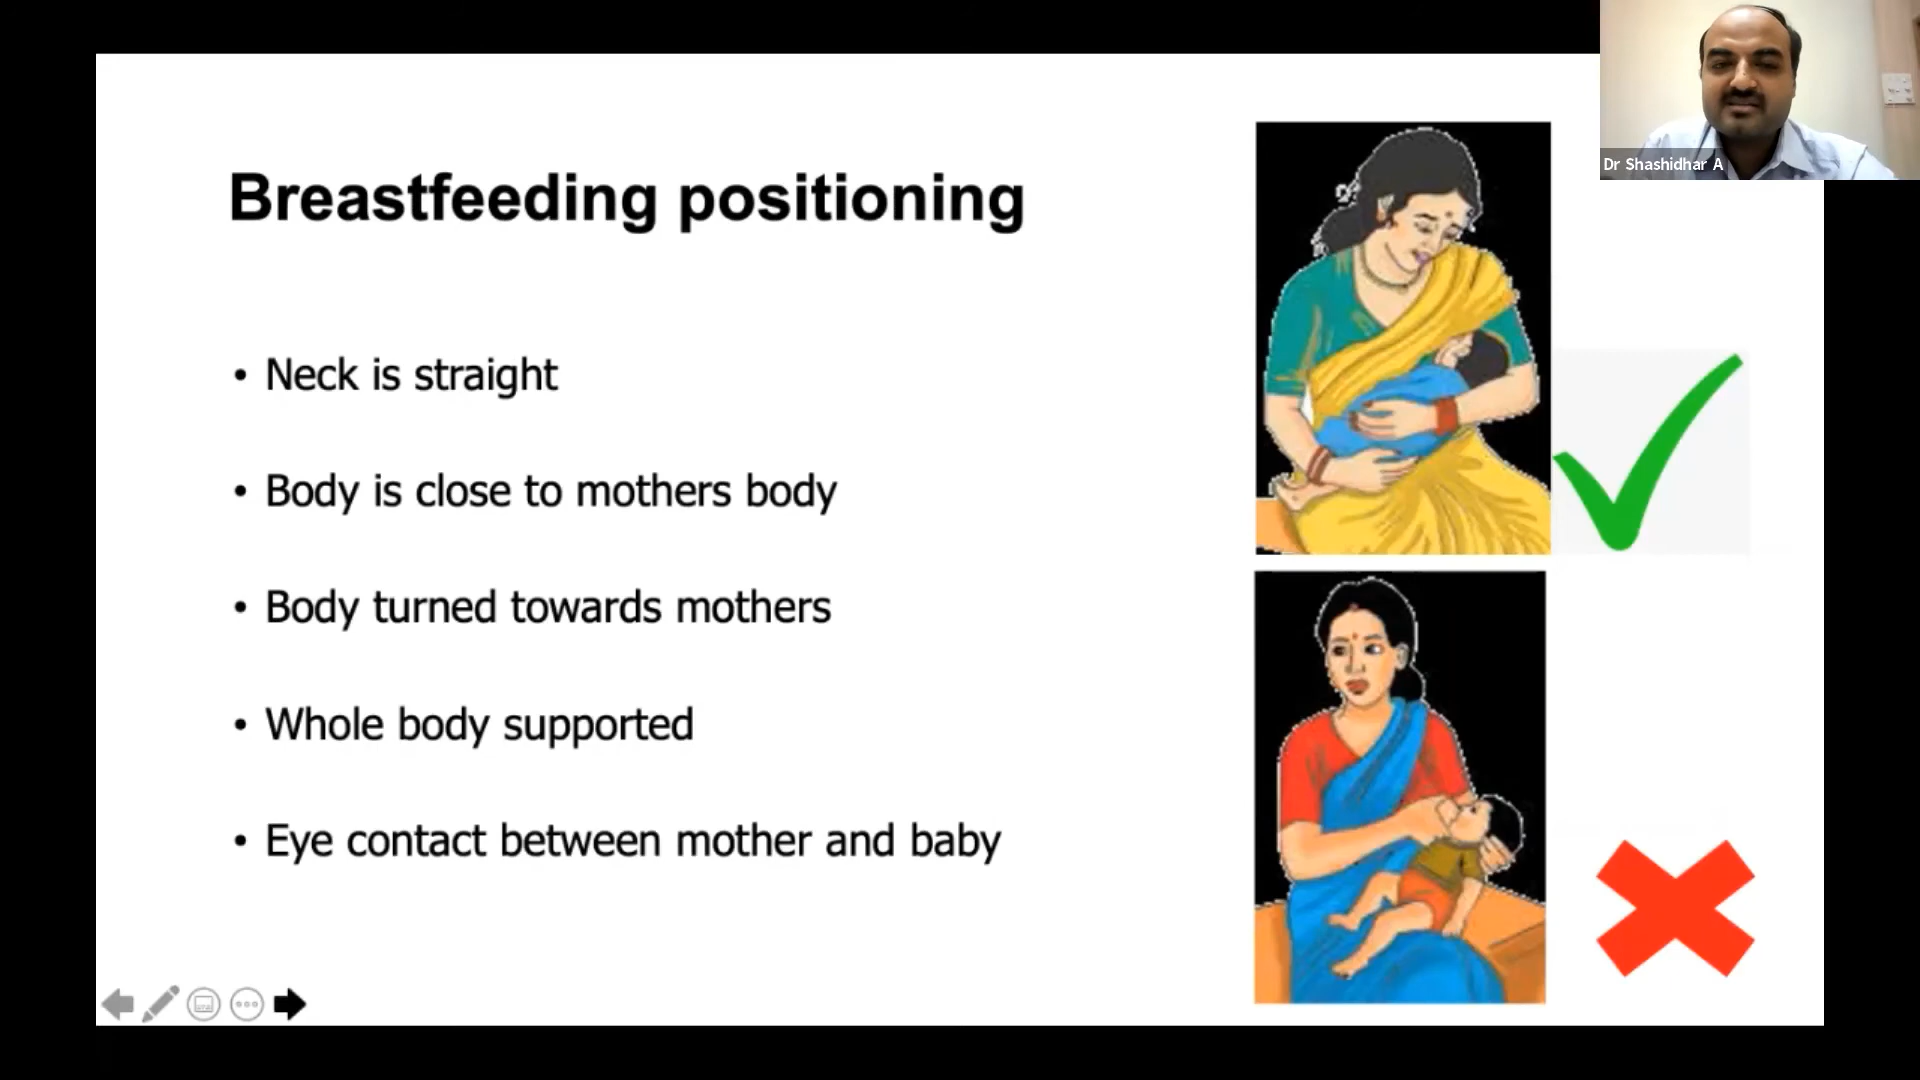 Dr Shashidhar A
Breastfeeding positioning
• Neck is straight
• Body is close to mothers body
• Body turned towards mothers
• Whole body supported
• Eye contact between mother and baby